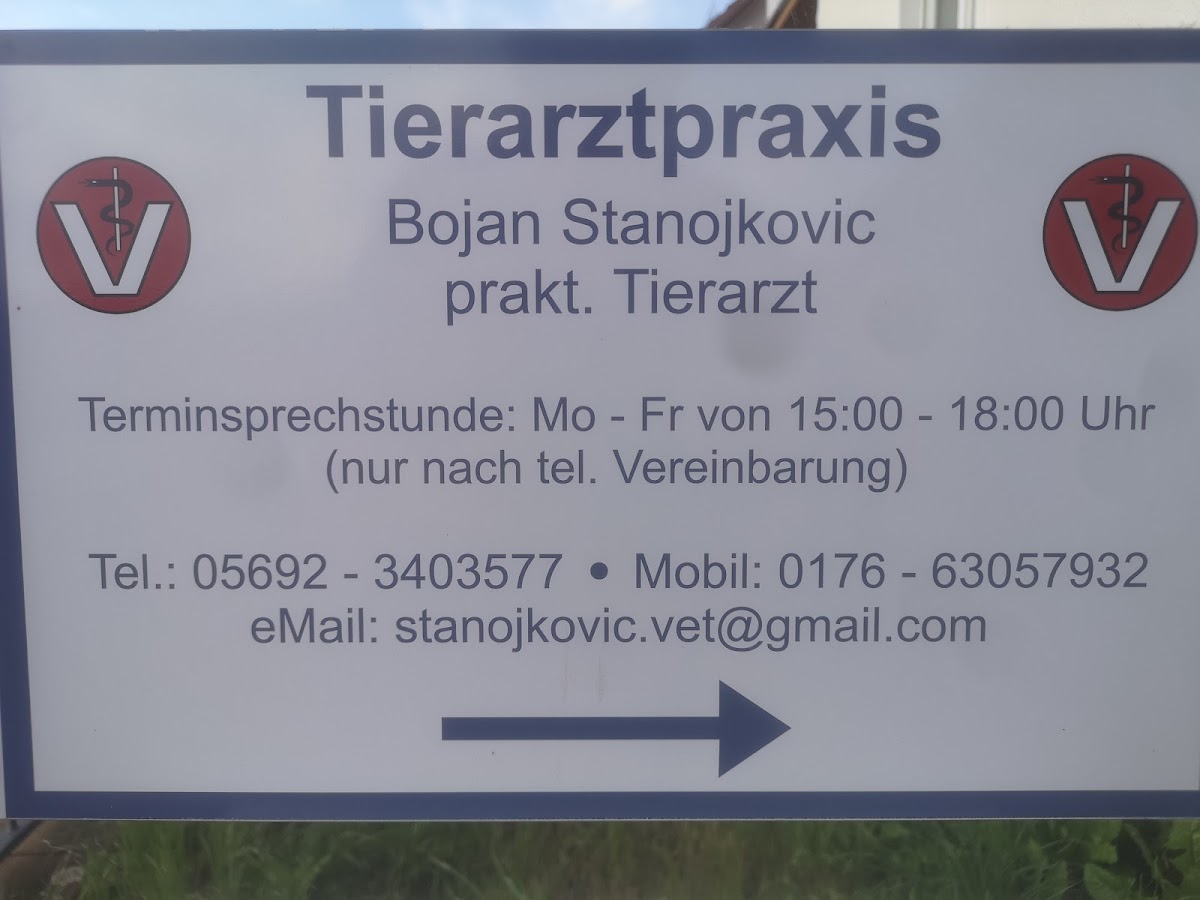 Tierarztpraxis
V
V
Bojan Stanojkovic
prakt. Tierarzt
Terminsprechstunde: Mo - Fr von 15:00 - 18:00 Uhr
(nur nach tel. Vereinbarung)
Tel.: 05692 - 3403577 • Mobil: 0176 - 63057932
eMail: stanojkovic.vet@gmail.com